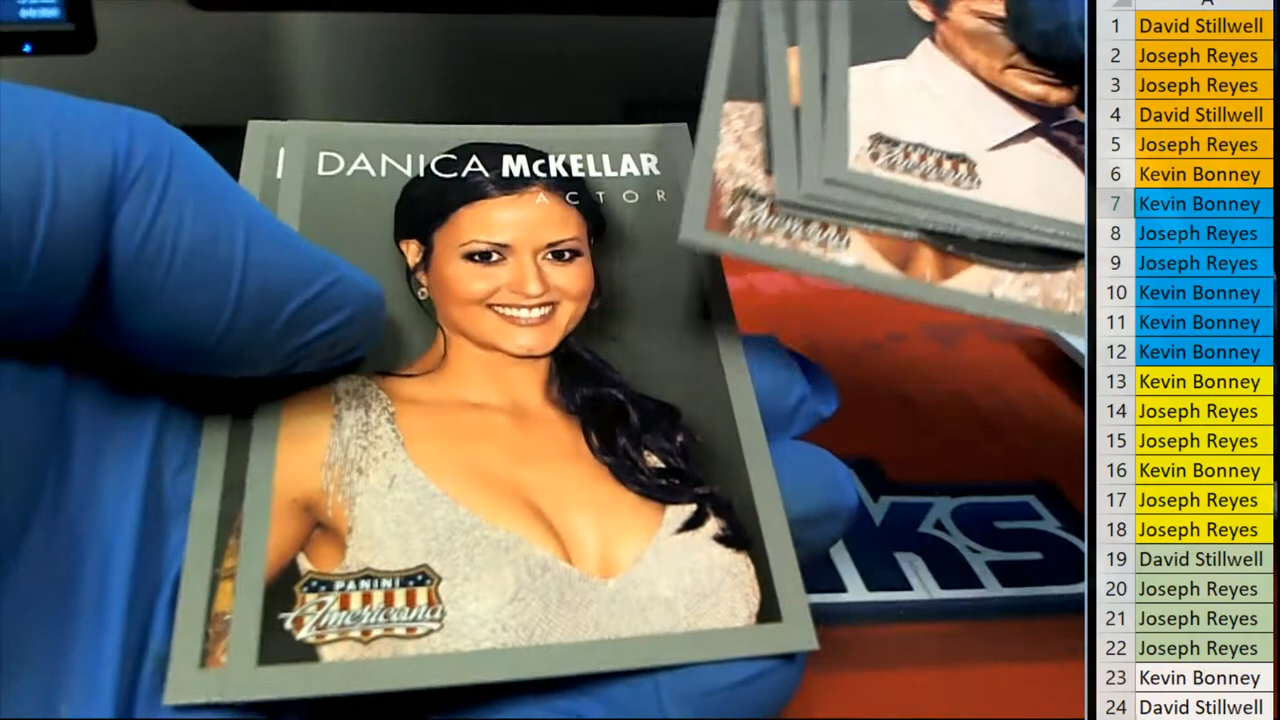 DANICA McKELLAR
ACTOR
PANINI
Americana
Americana
Americana
KS
A
1 David Stillwell
2 Joseph Reyes
3 Joseph Reyes
4 David Stillwell
5 Joseph Reyes
6 Kevin Bonney
7 Kevin Bonney
8 Joseph Reyes
9 Joseph Reyes
10 Kevin Bonney
11 Kevin Bonney
12 Kevin Bonney
13 Kevin Bonney
14 Joseph Reyes
15 Joseph Reyes
16 Kevin Bonney
17 Joseph Reyes
18 Joseph Reyes
19 David Stillwell
20 Joseph Reyes
21 Joseph Reyes
22 Joseph Reyes
23 Kevin Bonney
24 David Stillwell